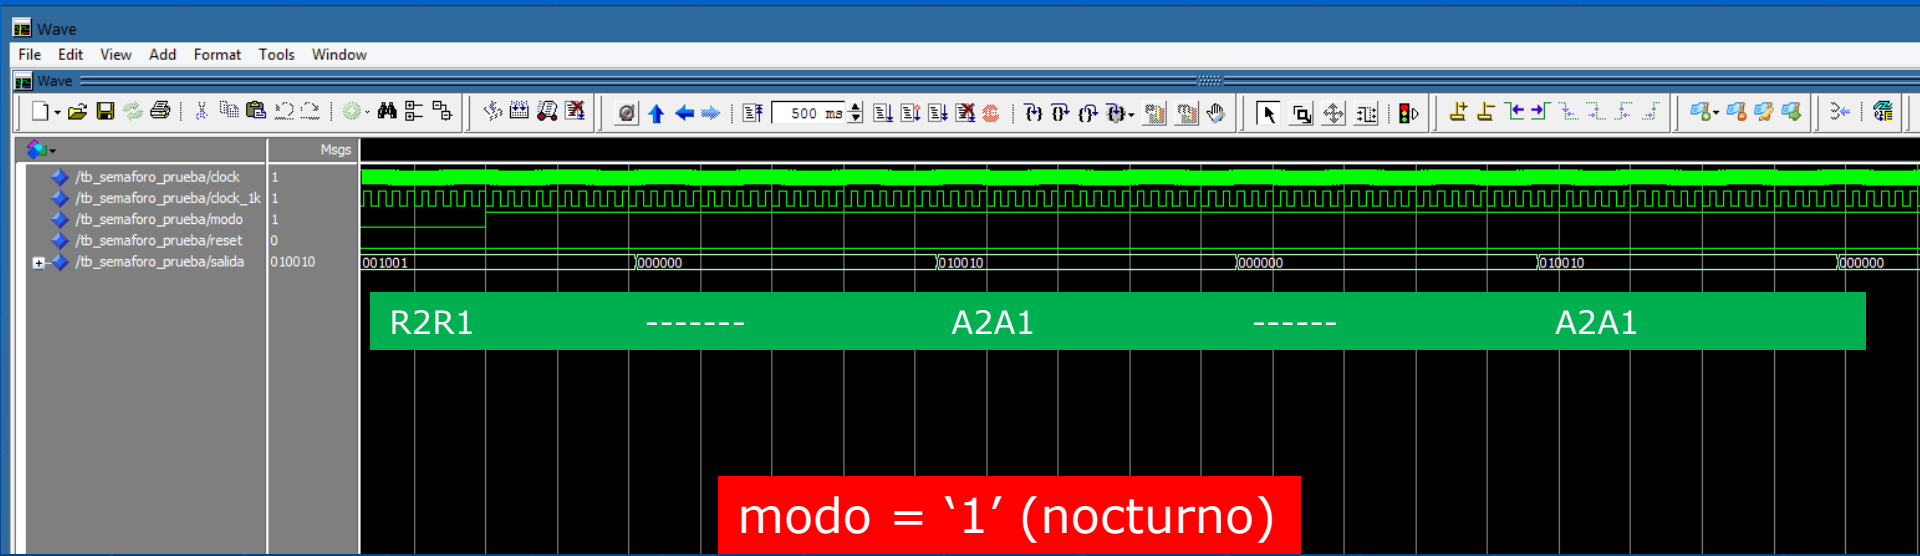 Wave
File Edit View Add Format Tools Window
Wave
500 ms
Msgs
/tb_semaforo_prueba/clock 1
/tb_semaforo_prueba/clock_1k 1
/tb_semaforo_prueba/modo 1
/tb_semaforo_prueba/reset 0
/tb_semaforo_prueba/salida 010010 001001 000000 010010 000000 010010 000000
R2R1 ------- A2A1 ------ A2A1
modo = ‘1’ (nocturno)